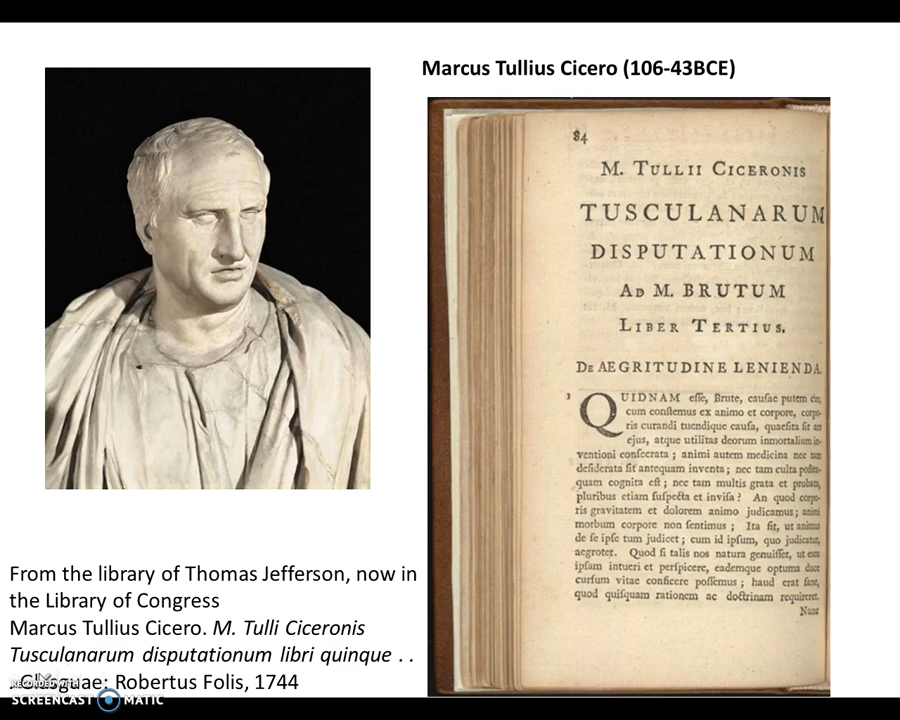 Marcus Tullius Cicero (106-43BCE)
84
M. TULLII CICERONIS
TUSCULANARUM
DISPUTATIONUM
AD M. BRUTUM
LIBER TERTIUS.
DE AEGRITUDINE LENIENDA.
1 QUIDNAM eſſe, Brute, cauſae putem cur,
cum conſtemus ex animo et corpore, corpo-
ris curandi tuendique cauſa, quaeſita ſit ars
ejus, atque utilitas deorum immortalium in-
ventioni conſecrata; animi autem medicina nec tam
deſiderata ſit antequam inventa; nec tam culta poſtea-
quam cognita eſt; nec tam multis grata et probata,
pluribus etiam ſuſpecta et inviſa? An quod corpo-
ris gravitatem et dolorem animo judicamus; animi
morbum corpore non ſentimus; Ita fit, ut animus
de ſe ipſe tum judicet; cum id ipſum, quo judicatur,
aegrotet. Quod ſi tales nos natura genuiſſet, ut eam
ipſam intueri et perſpicere, eademque optuma duce
curſum vitae conficere poſſemus; haud erat ſane,
quod quiſquam rationem ac doctrinam requireret.
Nunc
From the library of Thomas Jefferson, now in
the Library of Congress
Marcus Tullius Cicero. M. Tulli Ciceronis
Tusculanarum disputationum libri quinque . .
. Glasguae: Robertus Folis, 1744
RECORDED WITH
SCREENCAST MATIC